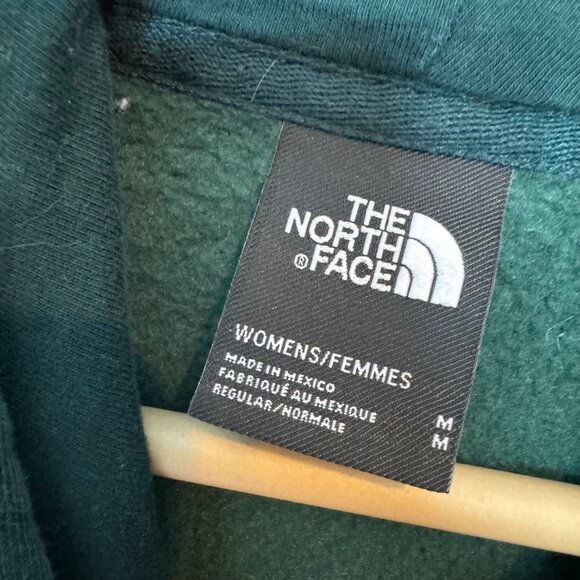 THE
NORTH
®FACE
WOMENS/FEMMES
MADE IN MEXICO
FABRIQUÉ AU MEXIQUE M
REGULAR/NORMALE M